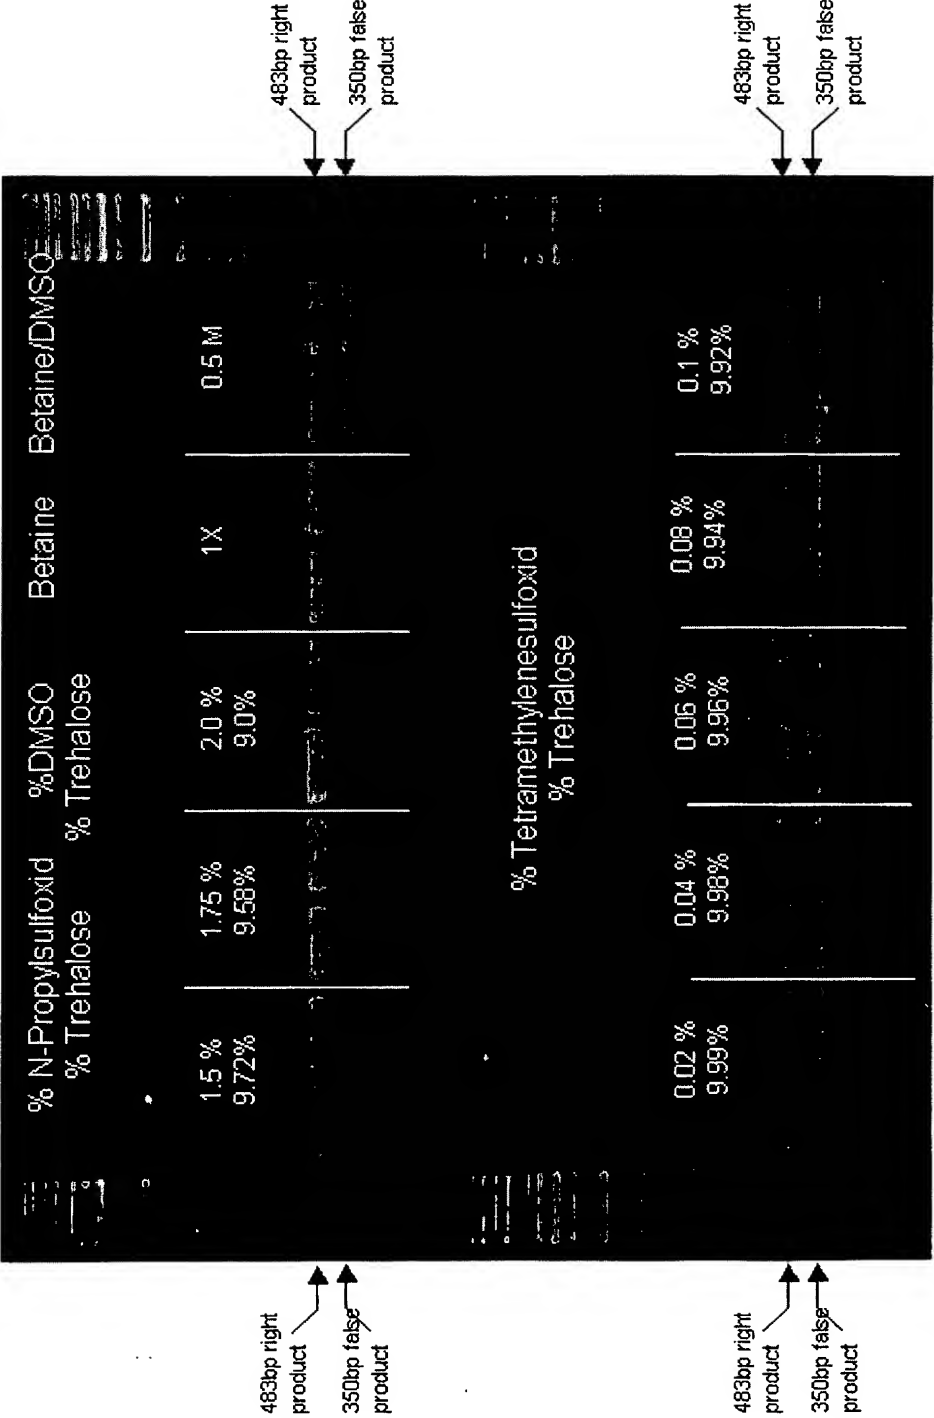 % N-Propylsulfoxid %DMSO Betaine Betaine/DMSO
% Trehalose % Trehalose
1.5 % 1.75 % 2.0 % 1X 0.5 M
9.72% 9.58% 9.0%
483bp right
product
350bp false
product
483bp right
product
350bp false
product
% Tetramethylenesulfoxid
% Trehalose
0.02 % 0.04 % 0.06 % 0.08 % 0.1 %
9.99% 9.98% 9.96% 9.94% 9.92%
483bp right
product
350bp false
product
483bp right
product
350bp false
product